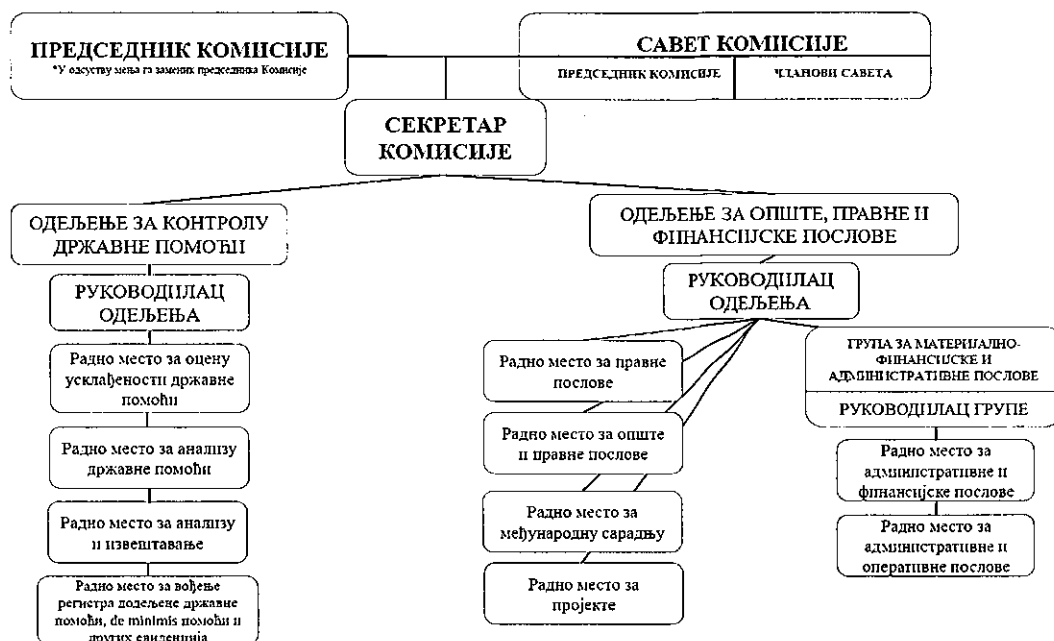 ПРЕДСЕДНИК КОМИСИЈЕ
*У одсуству мења га заменик председника Комисије
САВЕТ КОМИСИЈЕ
ПРЕДСЕДНИК КОМИСИЈЕ
ЧЛАНОВИ САВЕТА
СЕКРЕТАР
КОМИСИЈЕ
ОДЕЉЕЊЕ ЗА КОНТРОЛУ
ДРЖАВНЕ ПОМОЋИ
РУКОВОДИЛАЦ
ОДЕЉЕЊА
Радно место за оцену
усклађености државне
помоћи
Радно место за анализу
државне помоћи
Радно место за анализу
и извештавање
Радно место за вођење
регистра додељене државне
помоћи, de minimis помоћи и
других евиденција
ОДЕЉЕЊЕ ЗА ОПШТЕ, ПРАВНЕ И
ФИНАНСИЈСКЕ ПОСЛОВЕ
РУКОВОДИЛАЦ
ОДЕЉЕЊА
Радно место за правне
послове
Радно место за опште
и правне послове
Радно место за
међународну сарадњу
Радно место за
пројекте
ГРУПА ЗА МАТЕРИЈАЛНО-
ФИНАНСИЈСКЕ И
АДМИНИСТРАТИВНЕ ПОСЛОВЕ
РУКОВОДИЛАЦ ГРУПЕ
Радно место за
административне и
финансијске послове
Радно место за
административне и
оперативне послове